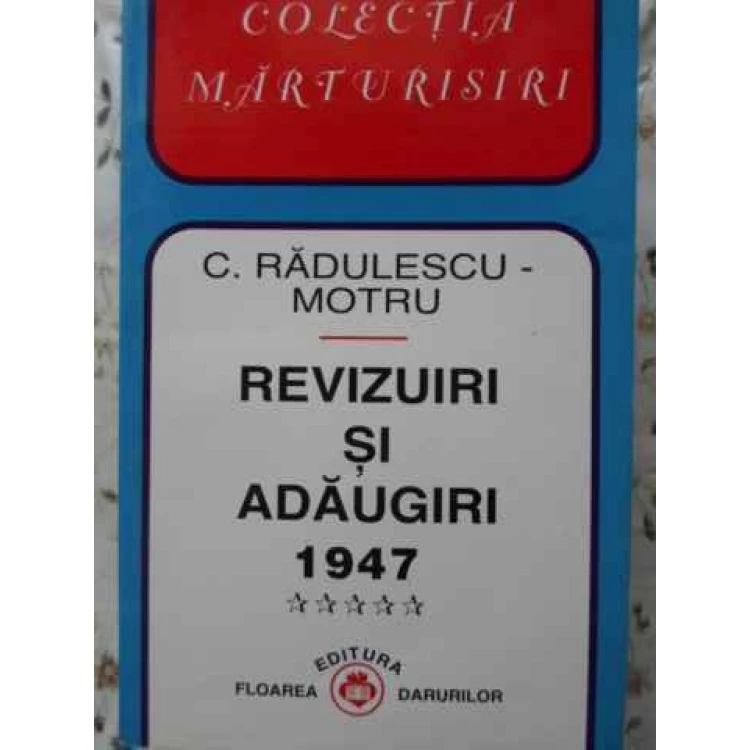 COLECȚIA
MĂRTURISIRI
C. RĂDULESCU -
MOTRU
REVIZUIRI
ȘI
ADĂUGIRI
1947
EDITURA
FLOAREA DARURILOR